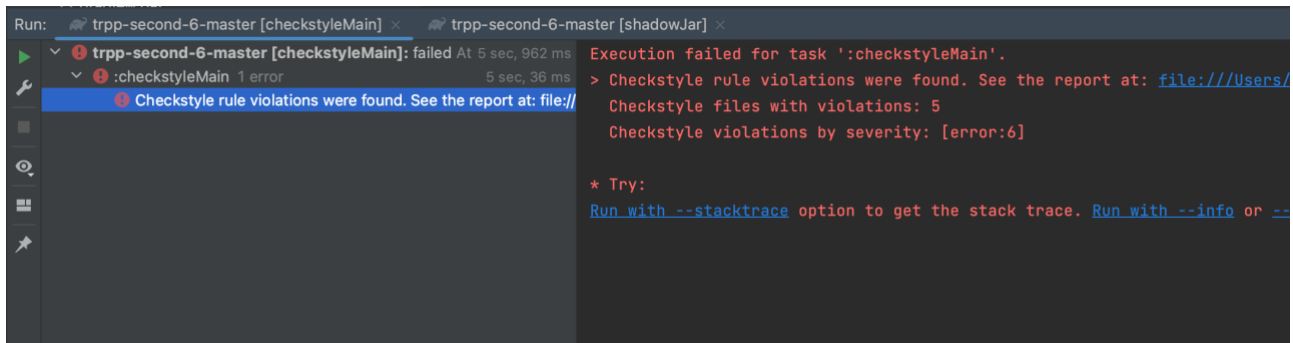 Run: trpp-second-6-master [checkstyleMain] × trpp-second-6-master [shadowJar] ×
trpp-second-6-master [checkstyleMain]: failed At 5 sec, 962 ms
:checkstyleMain 1 error 5 sec, 36 ms
Checkstyle rule violations were found. See the report at: file://
Execution failed for task ':checkstyleMain'.
> Checkstyle rule violations were found. See the report at: file:///Users/
Checkstyle files with violations: 5
Checkstyle violations by severity: [error:6]
* Try:
Run with --stacktrace option to get the stack trace. Run with --info or --